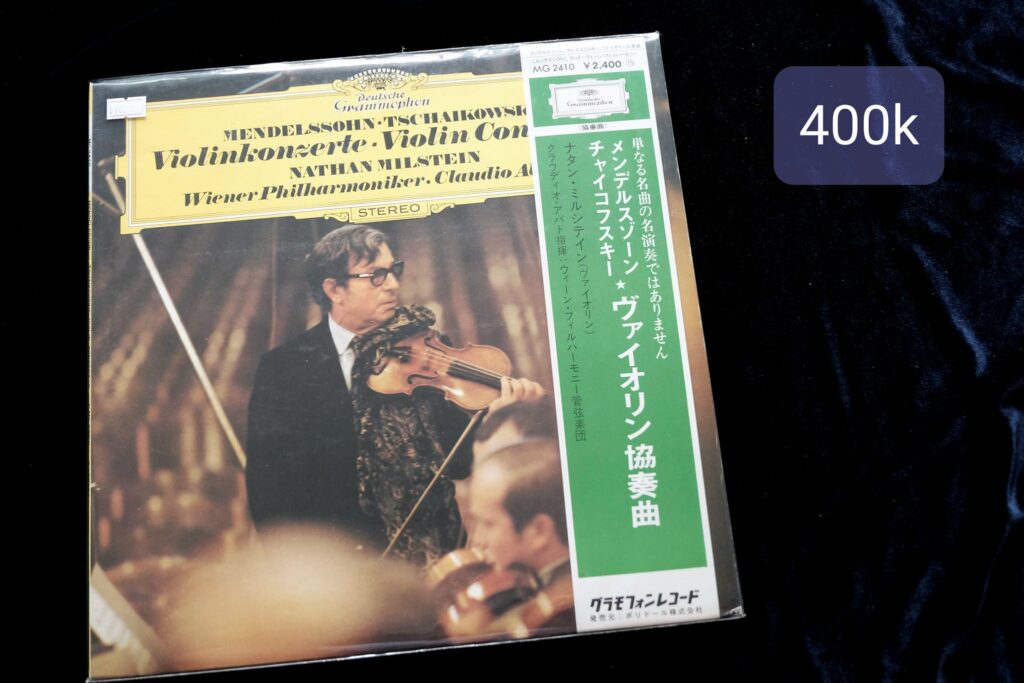 Deutsche
Grammophon
MENDELSSOHN · TSCHAIKOWSK
Violinkonzerte · Violin Con
NATHAN MILSTEIN
Wiener Philharmoniker · Claudio A
STEREO
MG 2410 ¥2,400
Deutsche
Grammophon
〈協奏曲〉
単なる名曲の名演奏ではありません
メンデルスゾーン
チャイコフスキー★ヴァイオリン協奏曲
ナタン・ミルシテイン(ヴァイオリン)
クラウディオ・アバド指揮:ウィーン・フィルハーモニー管弦楽団
グラモフォンレコード
発売元:ポリドール株式会社
400k